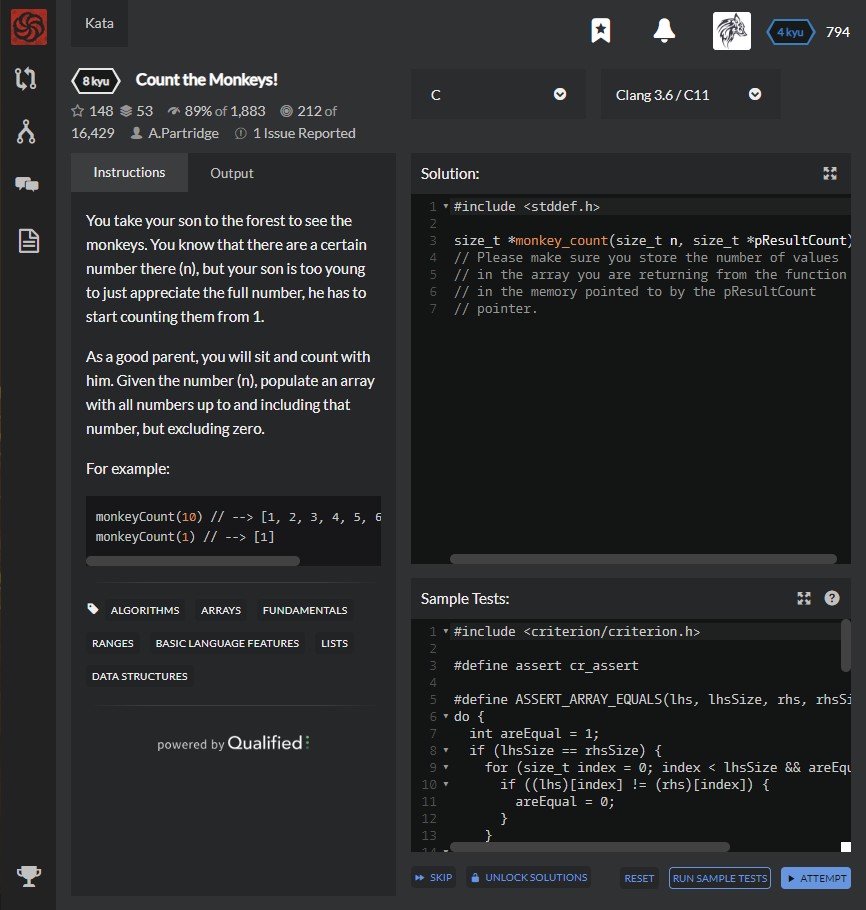 Kata
4 kyu 794
8 kyu Count the Monkeys!
148 53 89% of 1,883 212 of
16,429 A.Partridge 1 Issue Reported
C
Clang 3.6 / C11
Instructions
Output
You take your son to the forest to see the
monkeys. You know that there are a certain
number there (n), but your son is too young
to just appreciate the full number, he has to
start counting them from 1.
As a good parent, you will sit and count with
him. Given the number (n), populate an array
with all numbers up to and including that
number, but excluding zero.
For example:
monkeyCount(10) // --> [1, 2, 3, 4, 5, 6
monkeyCount(1) // --> [1]
ALGORITHMS ARRAYS FUNDAMENTALS
RANGES BASIC LANGUAGE FEATURES LISTS
DATA STRUCTURES
powered by Qualified
Solution:
1 #include <stddef.h>
2
3 size_t *monkey_count(size_t n, size_t *pResultCount)
4 // Please make sure you store the number of values
5 // in the array you are returning from the function
6 // in the memory pointed to by the pResultCount
7 // pointer.
Sample Tests:
1 #include <criterion/criterion.h>
2
3 #define assert cr_assert
4
5 #define ASSERT_ARRAY_EQUALS(lhs, lhsSize, rhs, rhsSi
6 do {
7 int areEqual = 1;
8 if (lhsSize == rhsSize) {
9 for (size_t index = 0; index < lhsSize && areEqu
10 if ((lhs)[index] != (rhs)[index]) {
11 areEqual = 0;
12 }
13 }
14
SKIP UNLOCK SOLUTIONS RESET RUN SAMPLE TESTS ATTEMPT